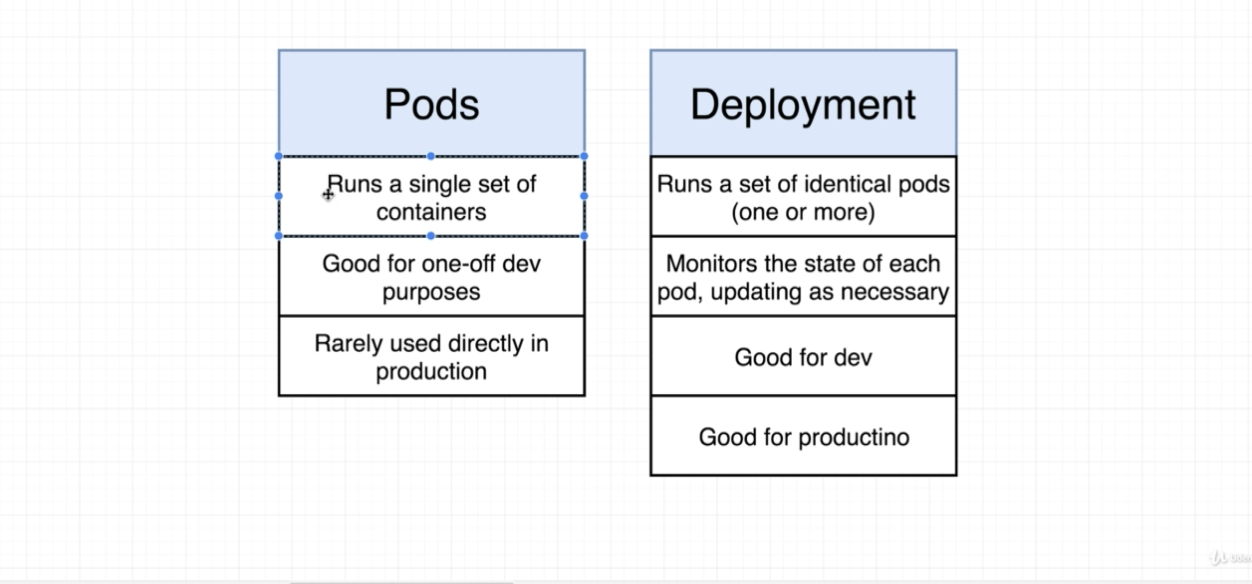 Pods
Runs a single set of
containers
Good for one-off dev
purposes
Rarely used directly in
production
Deployment
Runs a set of identical pods
(one or more)
Monitors the state of each
pod, updating as necessary
Good for dev
Good for productino